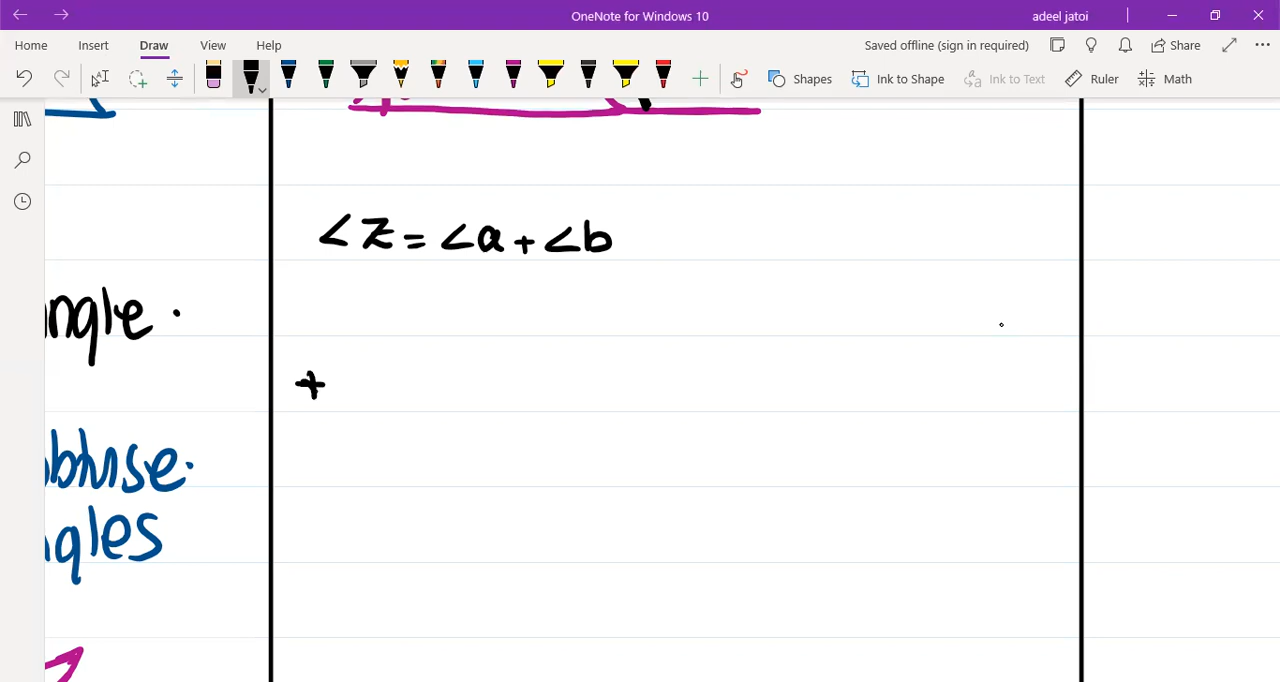 OneNote for Windows 10
adeel jatoi
Home Insert Draw View Help
Saved offline (sign in required)
Share
Shapes Ink to Shape Ink to Text Ruler Math
∠z = ∠a + ∠b
ngle.
+
bhuse.
gles